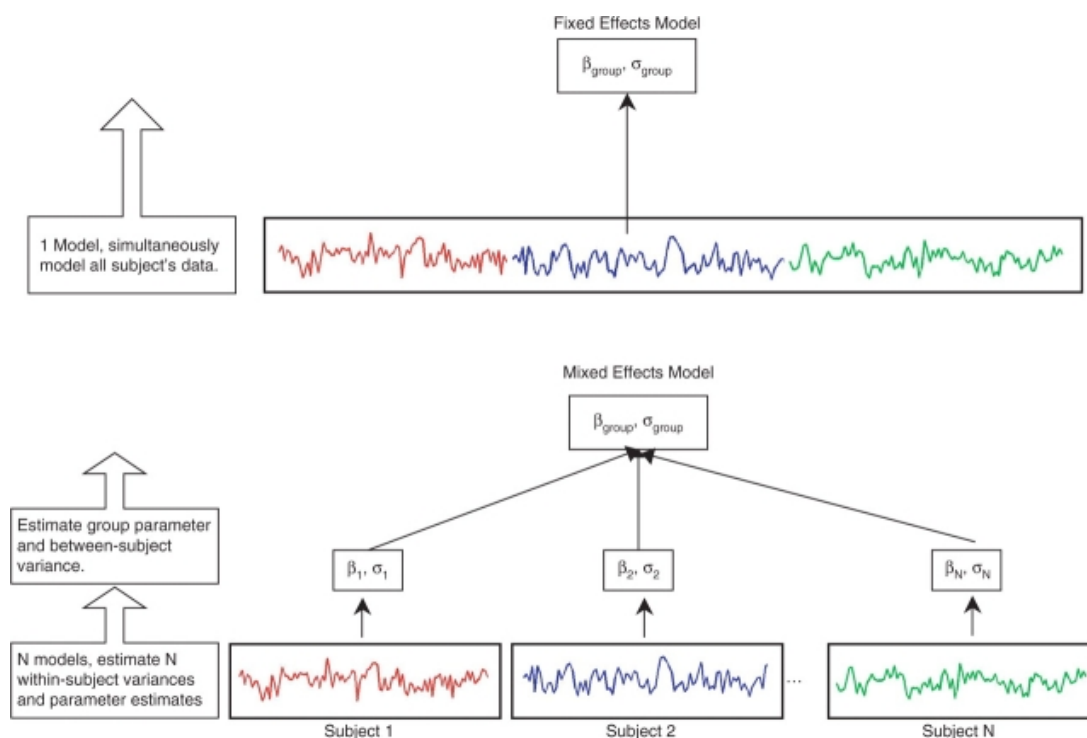 Fixed Effects Model
βgroup, σgroup
1 Model, simultaneously
model all subject's data.
Mixed Effects Model
βgroup, σgroup
Estimate group parameter
and between-subject
variance.
β1, σ1
β2, σ2
βN, σN
N models, estimate N
within-subject variances
and parameter estimates
...
Subject 1
Subject 2
Subject N